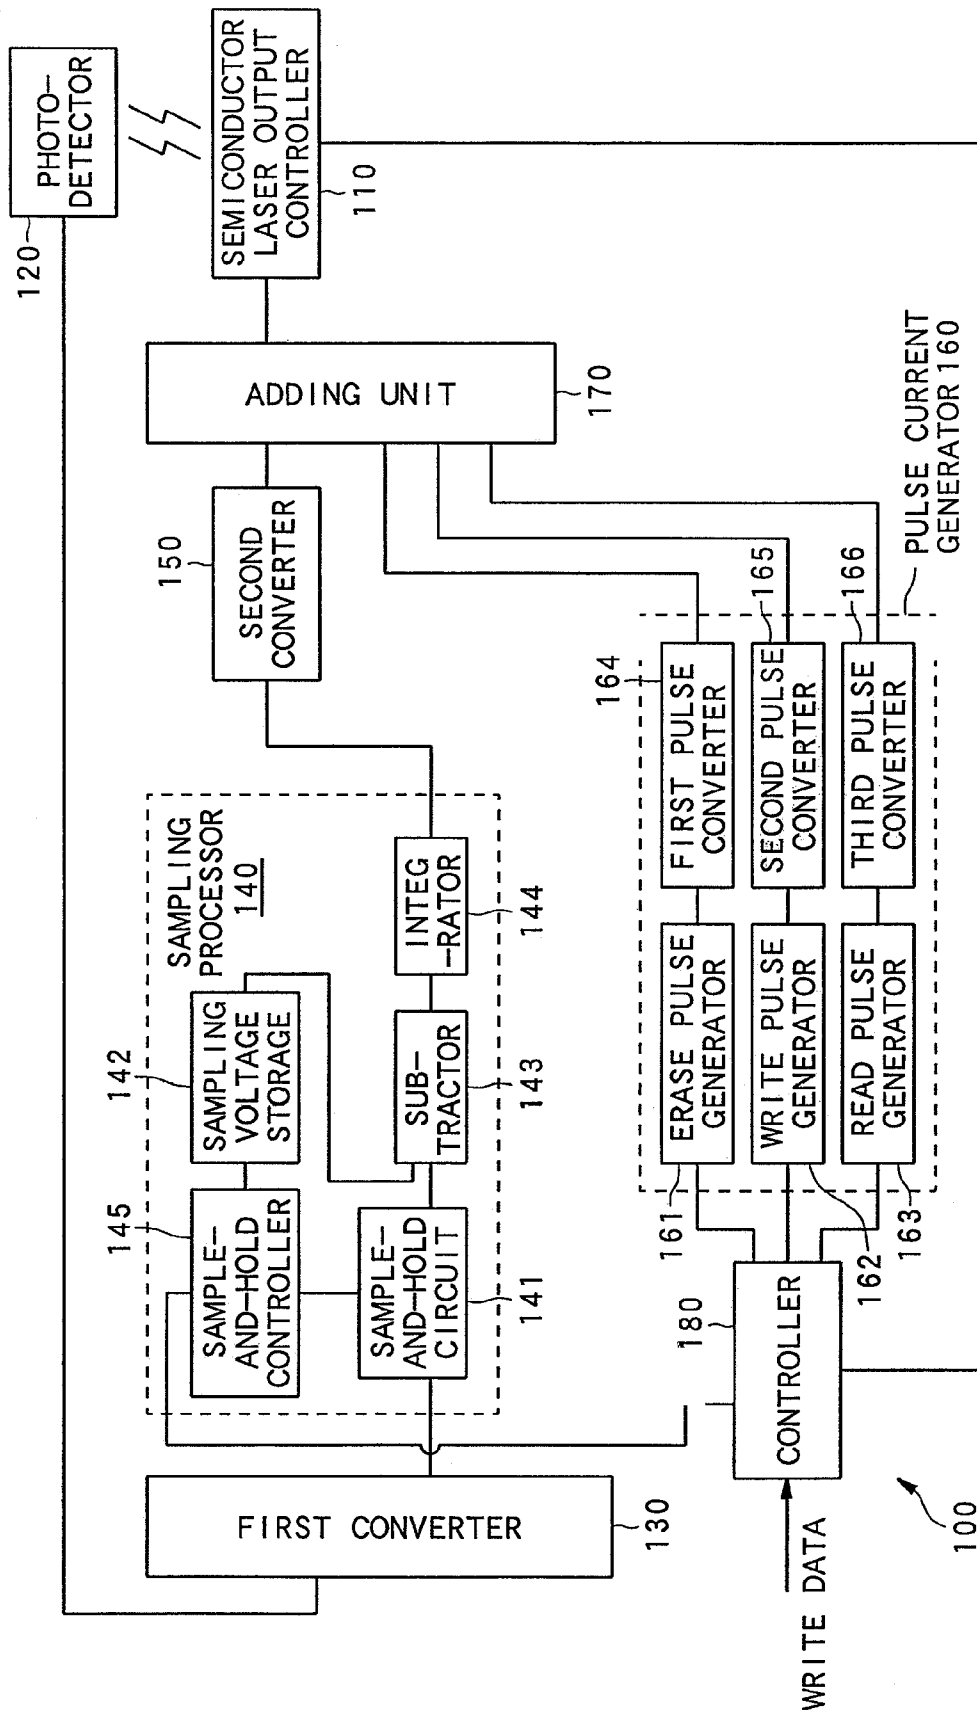 PHOTO-
DETECTOR
120
SEMICONDUCTOR
LASER OUTPUT
CONTROLLER
110
ADDING UNIT
170
150
SECOND
CONVERTER
SAMPLING
PROCESSOR
140
142
SAMPLING
VOLTAGE
STORAGE
145
SAMPLE-
AND-HOLD
CONTROLLER
INTEG
-RATOR
144
SUB-
TRACTOR
143
SAMPLE-
AND-HOLD
CIRCUIT
141
FIRST CONVERTER
130
PULSE CURRENT
GENERATOR 160
164
FIRST PULSE
CONVERTER
165
SECOND PULSE
CONVERTER
166
THIRD PULSE
CONVERTER
ERASE PULSE
GENERATOR
161
WRITE PULSE
GENERATOR
162
READ PULSE
GENERATOR
163
180
CONTROLLER
WRITE DATA
100